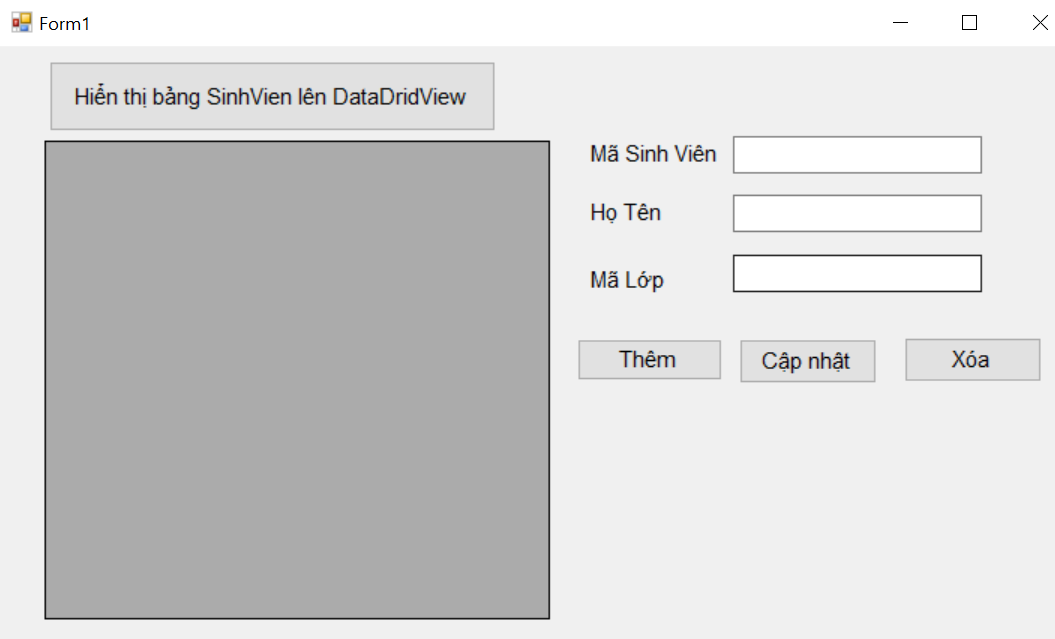 Form1
Hiển thị bảng SinhVien lên DataDridView
Mã Sinh Viên
Họ Tên
Mã Lớp
Thêm
Cập nhật
Xóa